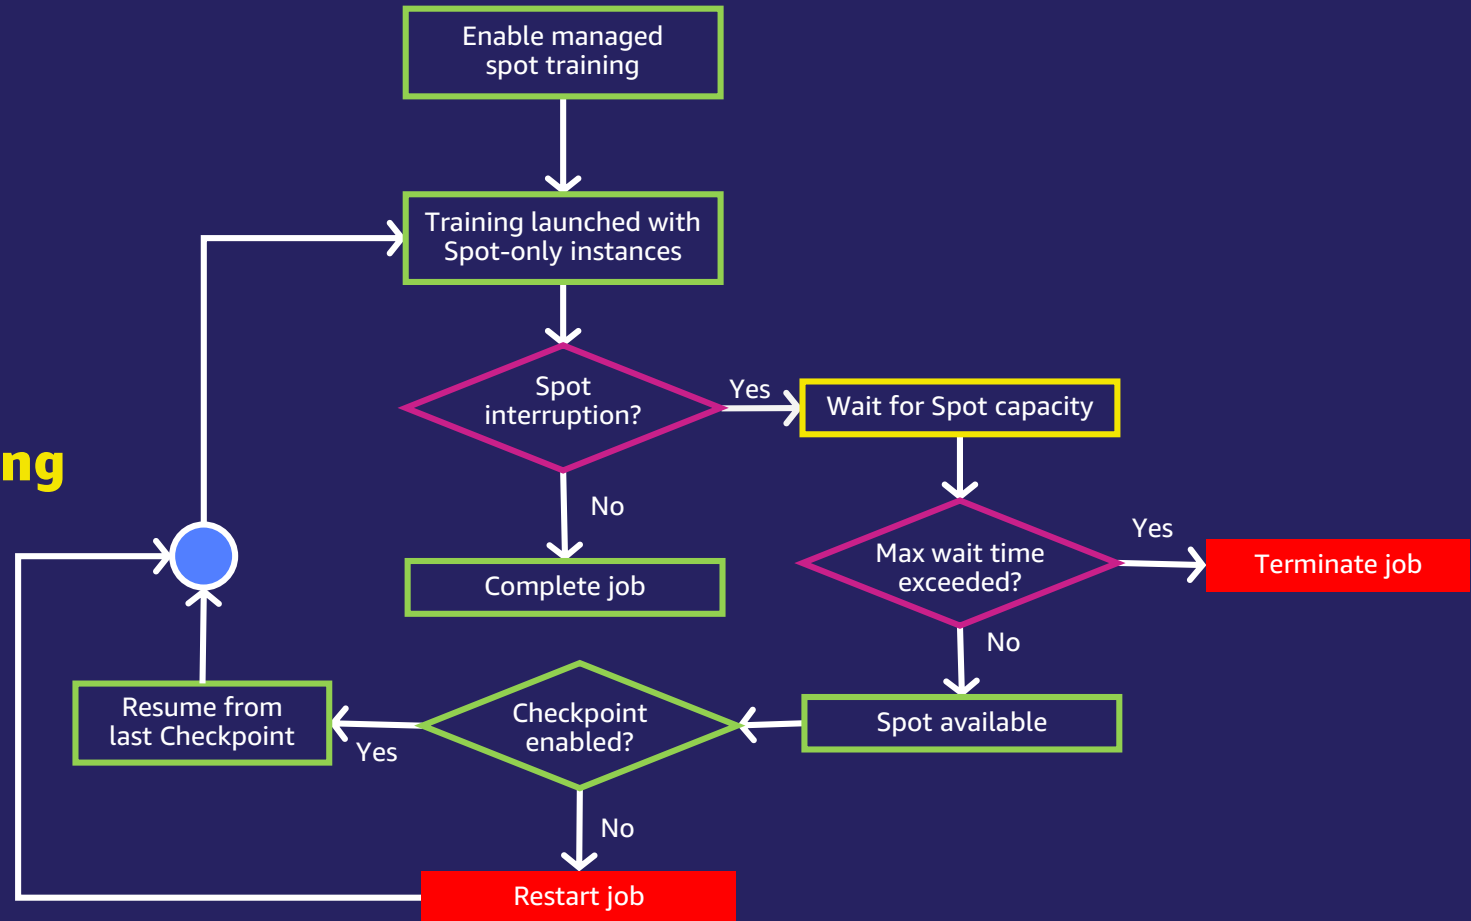 Enable managed
spot training
Training launched with
Spot-only instances
Spot
interruption?
Yes
Wait for Spot capacity
ng
No
Complete job
Max wait time
exceeded?
Yes
Terminate job
No
Spot available
Checkpoint
enabled?
Yes
Resume from
last Checkpoint
No
Restart job